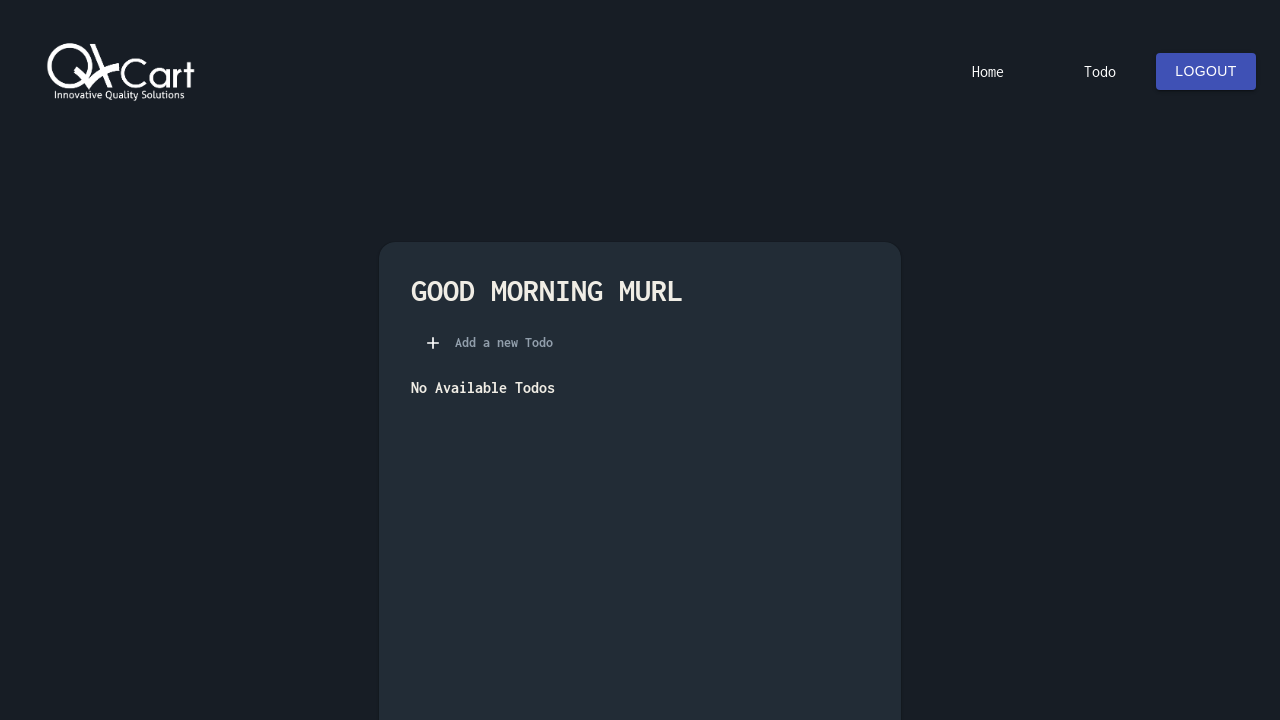 QACart
Innovative Quality Solutions
Home
Todo
LOGOUT
GOOD MORNING MURL
Add a new Todo
No Available Todos